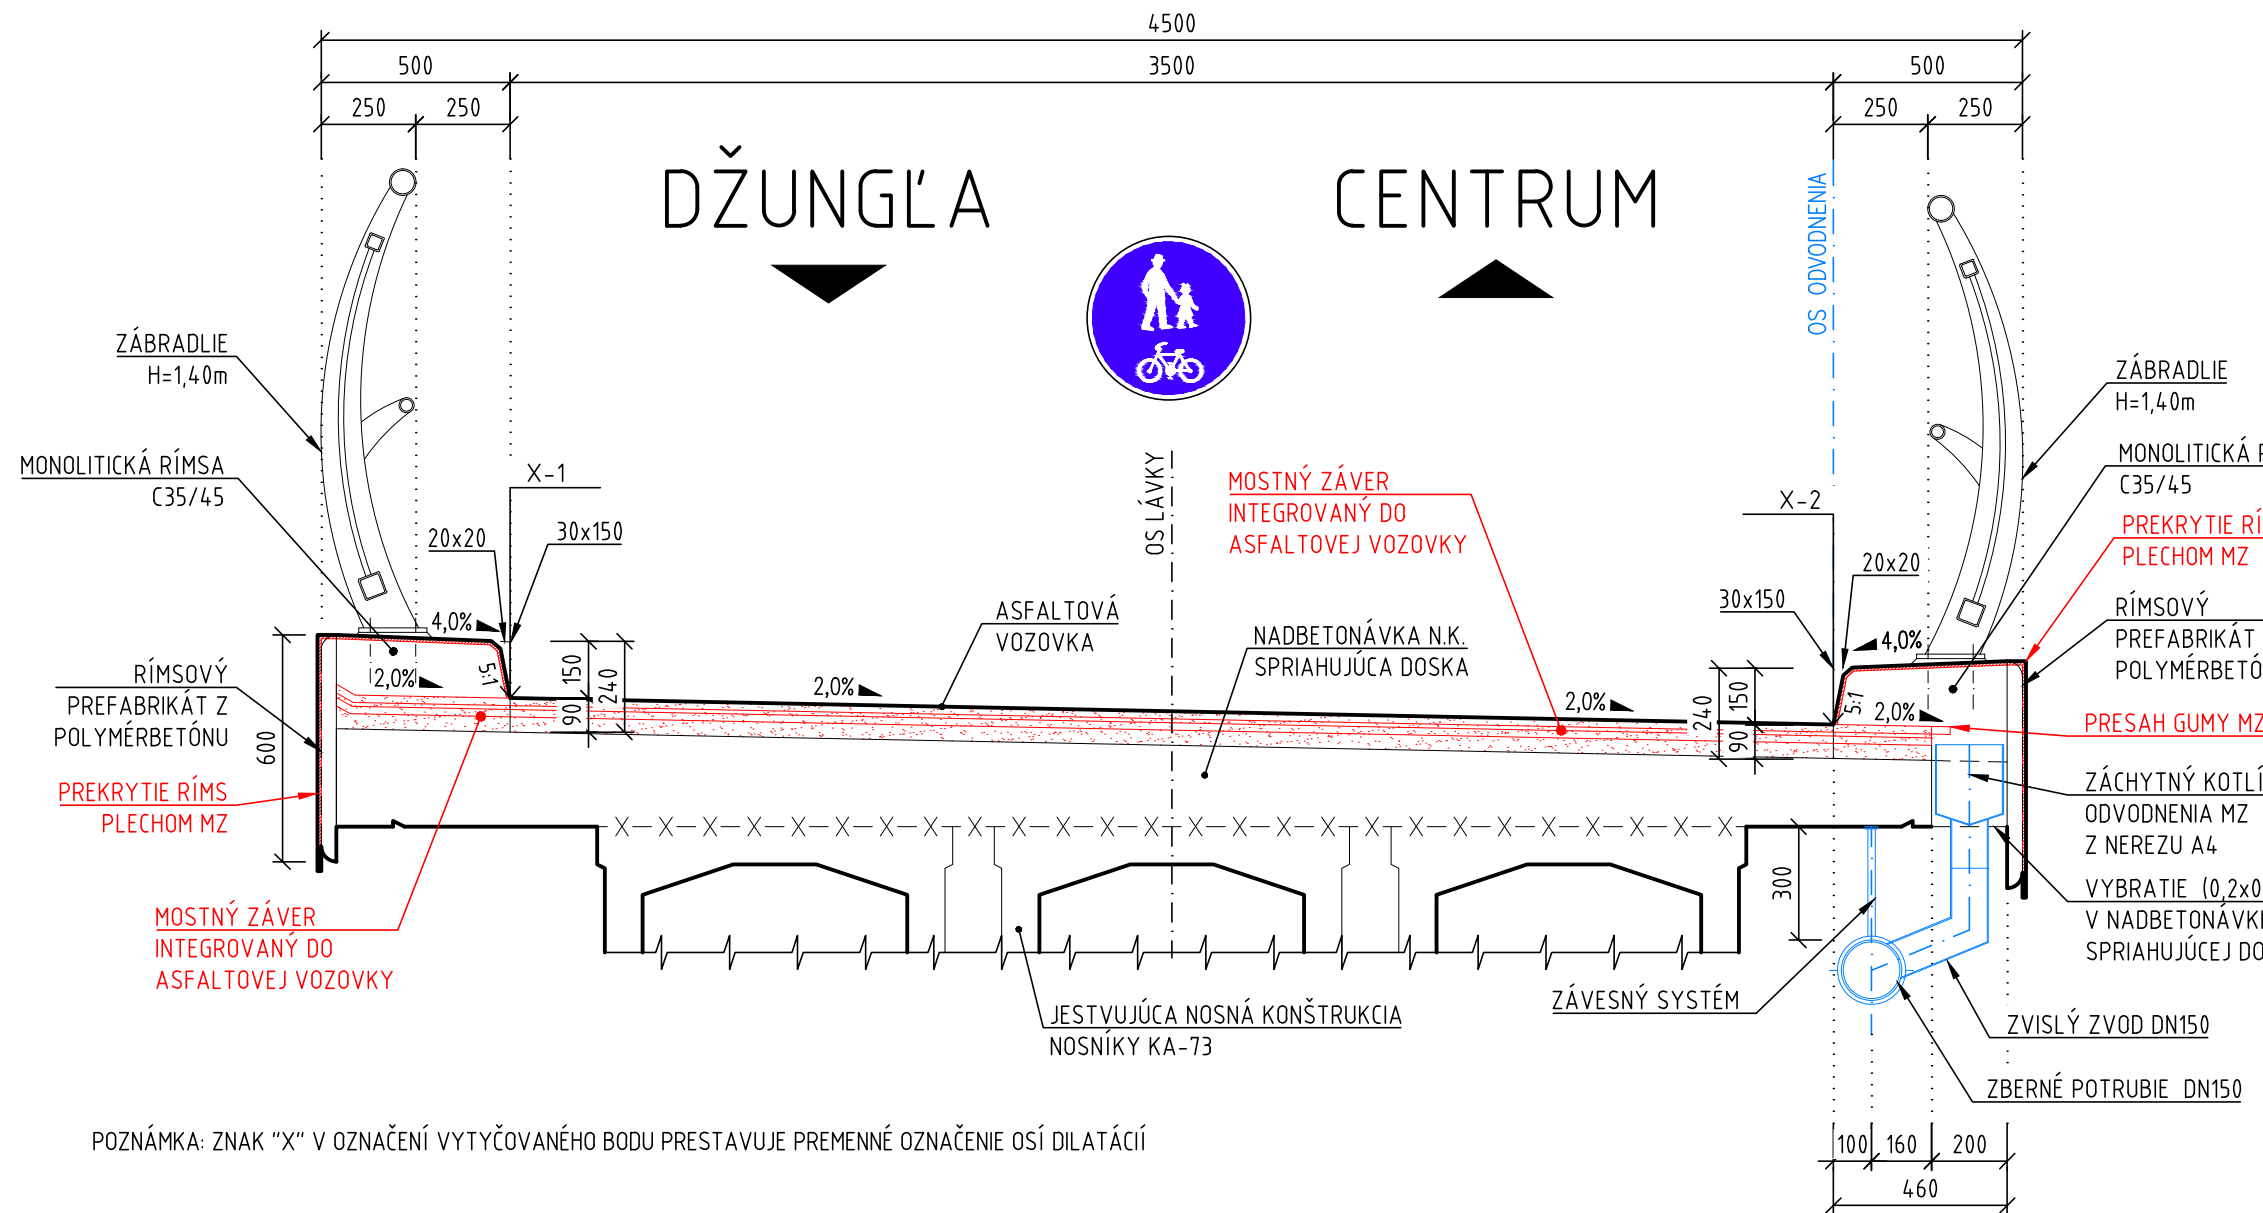 4500
500
3500
500
250
250
250
250
DŽUNGĽA
CENTRUM
OS ODVODNENIA
ZÁBRADLIE
H=1,40m
ZÁBRADLIE
H=1,40m
MONOLITICKÁ RÍMSA
C35/45
X-1
OS LÁVKY
MOSTNÝ ZÁVER
INTEGROVANÝ DO
ASFALTOVEJ VOZOVKY
X-2
MONOLITICKÁ
C35/45
PREKRYTIE RÍ
PLECHOM MZ
20x20
30x150
20x20
30x150
4,0%
2,0%
5:1
150
90
240
ASFALTOVÁ
VOZOVKA
NADBETONÁVKA N.K.
SPRIAHUJÚCA DOSKA
2,0%
2,0%
240
150
90
5:1
4,0%
2,0%
RÍMSOVÝ
PREFABRIKÁT
POLYMÉRBETÓ
RÍMSOVÝ
PREFABRIKÁT Z
POLYMÉRBETÓNU
600
PRESAH GUMY MZ
PREKRYTIE RÍMS
PLECHOM MZ
ZÁCHYTNÝ KOTLÍ
ODVODNENIA MZ
Z NEREZU A4
300
VYBRATIE (0,2x0
V NADBETONÁVKE
SPRIAHUJÚCEJ DO
MOSTNÝ ZÁVER
INTEGROVANÝ DO
ASFALTOVEJ VOZOVKY
JESTVUJÚCA NOSNÁ KONŠTRUKCIA
NOSNÍKY KA-73
ZÁVESNÝ SYSTÉM
ZVISLÝ ZVOD DN150
ZBERNÉ POTRUBIE DN150
POZNÁMKA: ZNAK "X" V OZNAČENÍ VYTYČOVANÉHO BODU PRESTAVUJE PREMENNÉ OZNAČENIE OSÍ DILATÁCIÍ
100
160
200
460